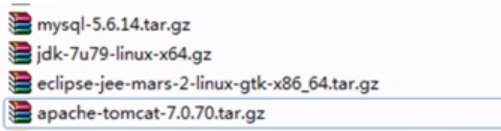 mysql-5.6.14.tar.gz
jdk-7u79-linux-x64.gz
eclipse-jee-mars-2-linux-gtk-x86_64.tar.gz
apache-tomcat-7.0.70.tar.gz